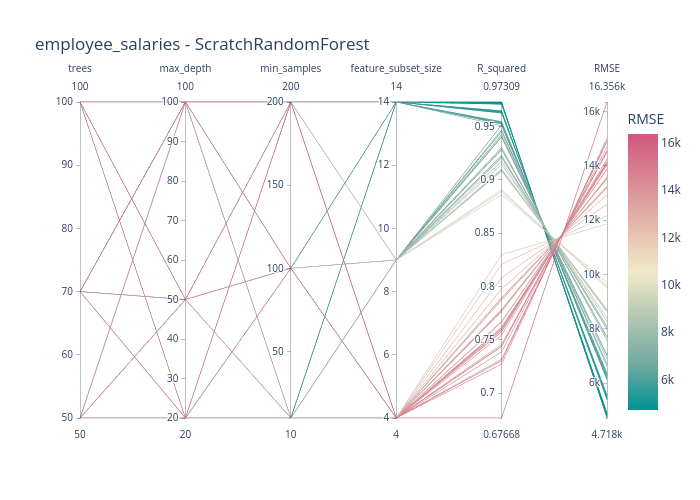 employee_salaries - ScratchRandomForest
trees max_depth min_samples feature_subset_size R_squared RMSE
100 100 200 14 0.97309 16.356k
RMSE
100 100 200 14 0.95 16k 16k
90 90 150 12 0.9 14k 14k
80 80 100 10 0.85 12k 12k
70 70 50 8 0.8 10k 10k
60 60 6 0.75 8k 8k
50 50 4 0.7 6k 6k
40
30
20
50 20 10 4 0.67668 4.718k